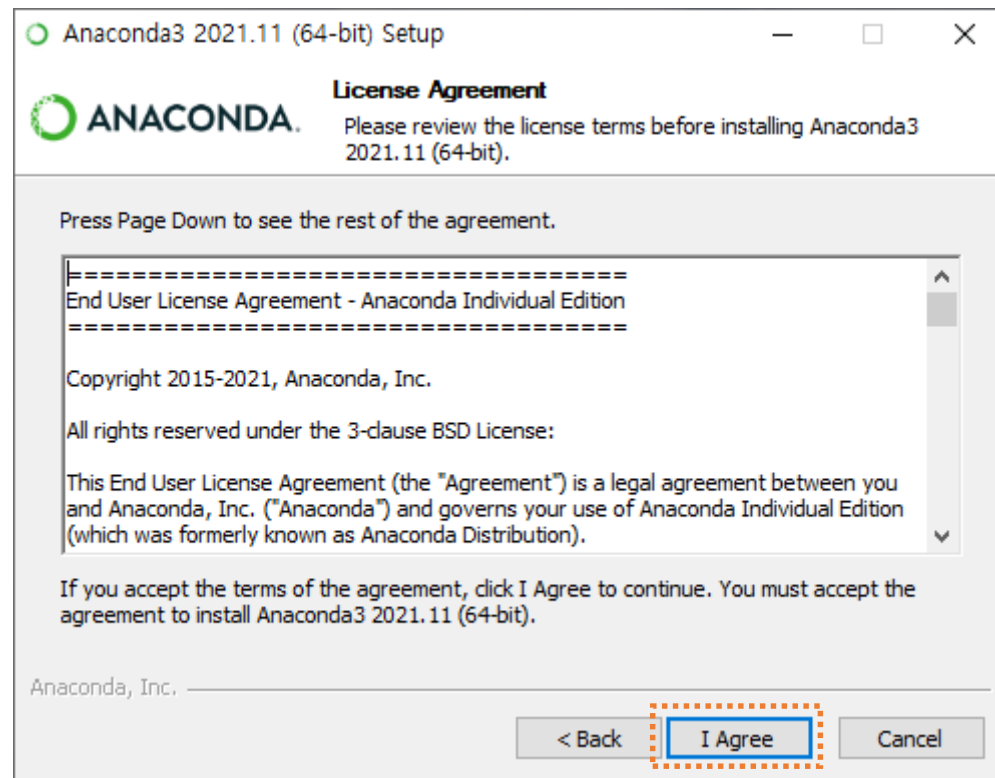 Anaconda3 2021.11 (64-bit) Setup
ANACONDA.
License Agreement
Please review the license terms before installing Anaconda3
2021.11 (64-bit).
Press Page Down to see the rest of the agreement.
===================================
End User License Agreement - Anaconda Individual Edition
===================================
Copyright 2015-2021, Anaconda, Inc.
All rights reserved under the 3-clause BSD License:
This End User License Agreement (the "Agreement") is a legal agreement between you
and Anaconda, Inc. ("Anaconda") and governs your use of Anaconda Individual Edition
(which was formerly known as Anaconda Distribution).
If you accept the terms of the agreement, click I Agree to continue. You must accept the
agreement to install Anaconda3 2021.11 (64-bit).
Anaconda, Inc.
< Back
I Agree
Cancel